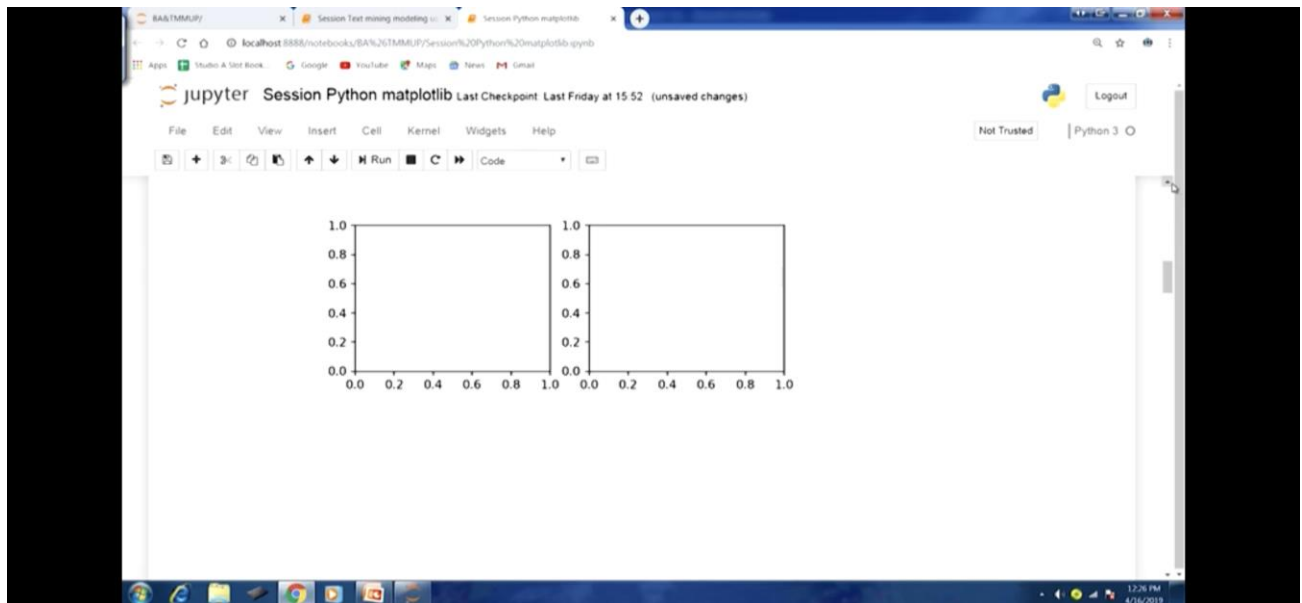 BA&TMMUP/ Session Text mining modeling Session Python matplotlib
localhost:8888/notebooks/BA%26TMMUP/Session%20Python%20matplotlib.ipynb
Apps Studio A Slot Book... Google YouTube Maps News Gmail
jupyter Session Python matplotlib Last Checkpoint Last Friday at 15:52 (unsaved changes) Logout
File Edit View Insert Cell Kernel Widgets Help Not Trusted Python 3
Run Code
1.0 1.0
0.8 0.8
0.6 0.6
0.4 0.4
0.2 0.2
0.0 0.0
0.0 0.2 0.4 0.6 0.8 1.0 0.0 0.2 0.4 0.6 0.8 1.0
12:26 PM
4/16/2019